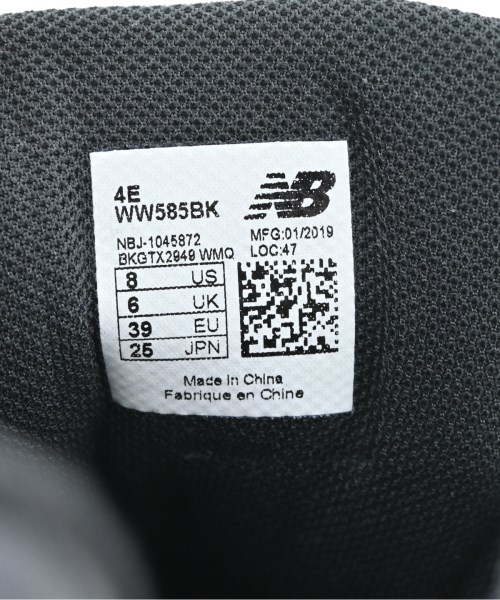 4E
WW585BK
NB
NBJ-1045872
BKGTX2949 WMQ
MFG:01/2019
LOC:47
8 US
6 UK
39 EU
25 JPN
Made in China
Fabrique en Chine